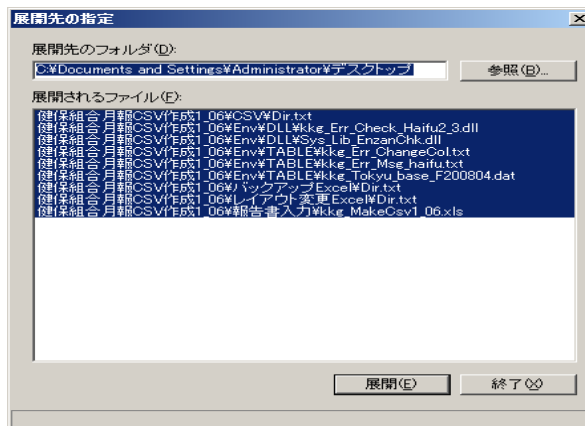 展開先の指定
展開先のフォルダ(D):
C:¥Documents and Settings¥Administrator¥デスクトップ
参照(B)...
展開されるファイル(F):
健保組合月報CSV作成1_06¥CSV¥Dir.txt
健保組合月報CSV作成1_06¥Env¥DLL¥kkg_Err_Check_Haifu2_3.dll
健保組合月報CSV作成1_06¥Env¥DLL¥Sys_Lib_EnzanChk.dll
健保組合月報CSV作成1_06¥Env¥TABLE¥kkg_Err_ChangeCol.txt
健保組合月報CSV作成1_06¥Env¥TABLE¥kkg_Err_Msg_haifu.txt
健保組合月報CSV作成1_06¥Env¥TABLE¥kkg_Tokyu_base_F200804.dat
健保組合月報CSV作成1_06¥バックアップExcel¥Dir.txt
健保組合月報CSV作成1_06¥レイアウト変更Excel¥Dir.txt
健保組合月報CSV作成1_06¥報告書入力¥kkg_MakeCsv1_06.xls
展開(E)
終了(X)